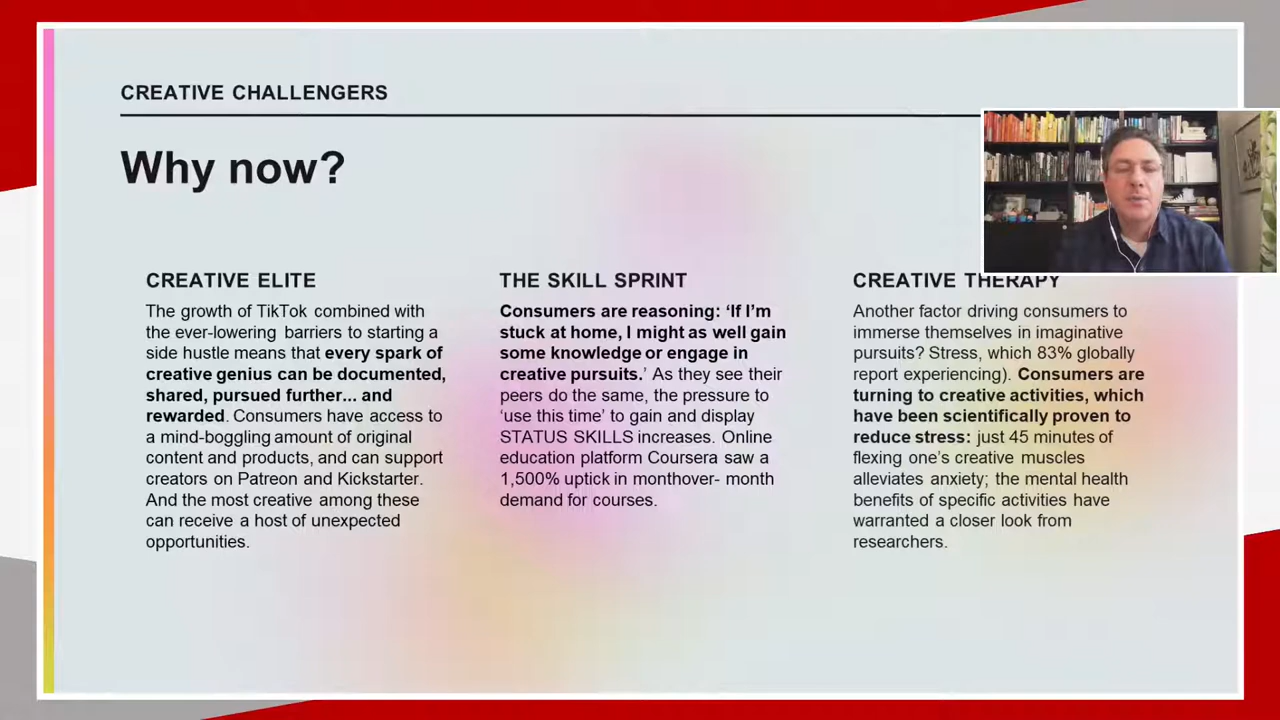 CREATIVE CHALLENGERS
Why now?
CREATIVE ELITE
The growth of TikTok combined with
the ever-lowering barriers to starting a
side hustle means that every spark of
creative genius can be documented,
shared, pursued further... and
rewarded. Consumers have access to
a mind-boggling amount of original
content and products, and can support
creators on Patreon and Kickstarter.
And the most creative among these
can receive a host of unexpected
opportunities.
THE SKILL SPRINT
Consumers are reasoning: ‘If I’m
stuck at home, I might as well gain
some knowledge or engage in
creative pursuits.’ As they see their
peers do the same, the pressure to
‘use this time’ to gain and display
STATUS SKILLS increases. Online
education platform Coursera saw a
1,500% uptick in monthover- month
demand for courses.
CREATIVE THERAPY
Another factor driving consumers to
immerse themselves in imaginative
pursuits? Stress, which 83% globally
report experiencing). Consumers are
turning to creative activities, which
have been scientifically proven to
reduce stress: just 45 minutes of
flexing one’s creative muscles
alleviates anxiety; the mental health
benefits of specific activities have
warranted a closer look from
researchers.